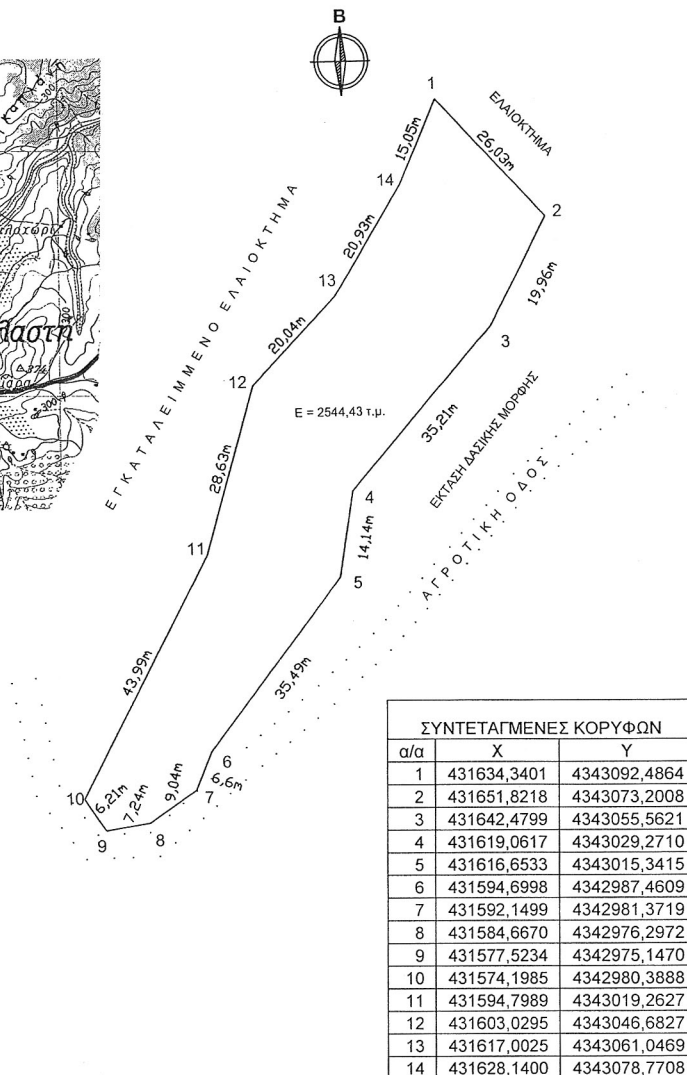 Β
1
ΕΛΑΙΟΚΤΗΜΑ
26,03m
15,05m
14
2
20,93m
19,96m
13
3
20,04m
12
ΕΓΚΑΤΑΛΕΙΜΜΕΝΟ ΕΛΑΙΟΚΤΗΜΑ
Ε = 2544,43 τ.μ.
35,21m
ΕΚΤΑΣΗ ΔΑΣΙΚΗΣ ΜΟΡΦΗΣ
28,63m
4
14,14m
ΑΓΡΟΤΙΚΗ ΟΔΟΣ
11
5
43,99m
35,49m
6
6,6m
10
6,21m
7,24m
9,04m
7
8
9
300
300
λαστη
374
300
ΣΥΝΤΕΤΑΓΜΕΝΕΣ ΚΟΡΥΦΩΝ
α/α Χ Υ
1 431634,3401 4343092,4864
2 431651,8218 4343073,2008
3 431642,4799 4343055,5621
4 431619,0617 4343029,2710
5 431616,6533 4343015,3415
6 431594,6998 4342987,4609
7 431592,1499 4342981,3719
8 431584,6670 4342976,2972
9 431577,5234 4342975,1470
10 431574,1985 4342980,3888
11 431594,7989 4343019,2627
12 431603,0295 4343046,6827
13 431617,0025 4343061,0469
14 431628,1400 4343078,7708